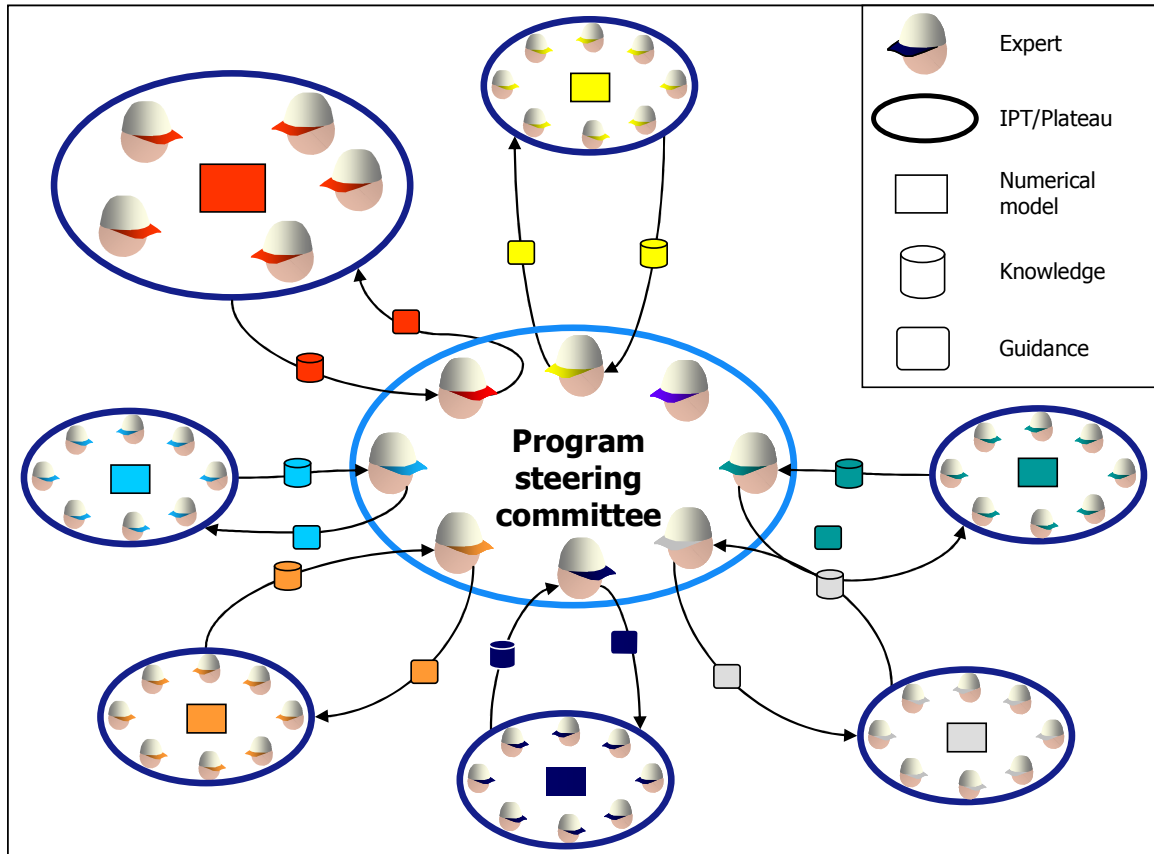 Expert
IPT/Plateau
Numerical
model
Knowledge
Guidance
Program
steering
committee